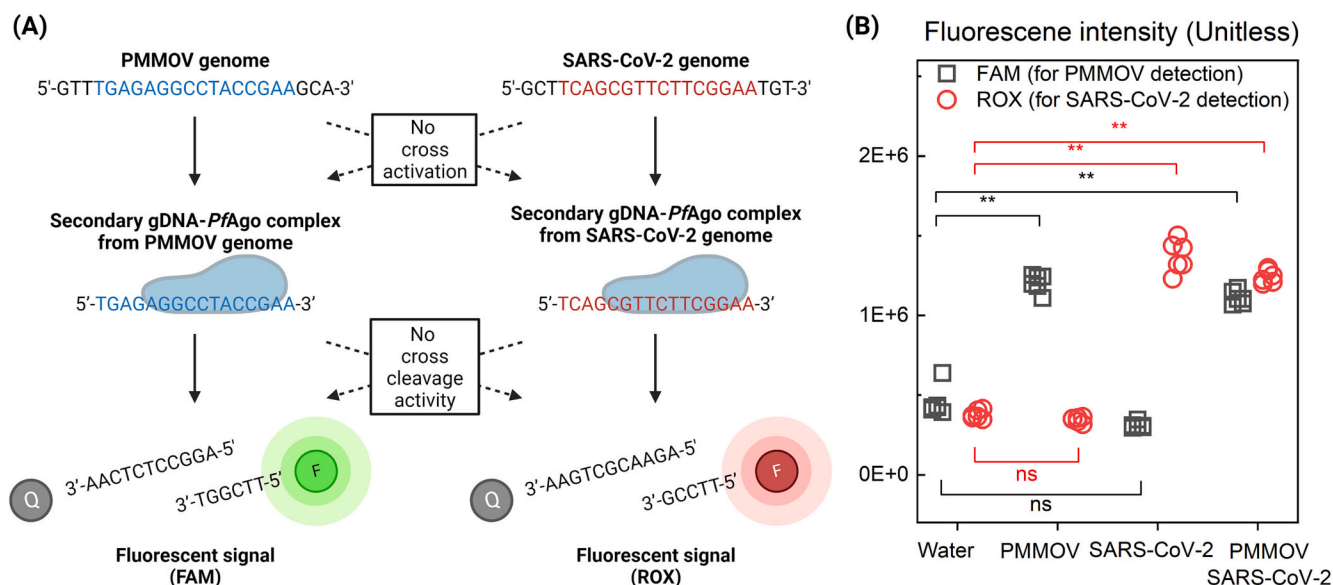 (A)
PMMOV genome
5'-GTTTGAGAGGCCTACCGAAGCA-3'
SARS-CoV-2 genome
5'-GCTTCAGCGTTCTTCGGAATGT-3'
No
cross
activation
Secondary gDNA-PfAgo complex
from PMMOV genome
Secondary gDNA-PfAgo complex
from SARS-CoV-2 genome
5'-TGAGAGGCCTACCGAA-3'
5'-TCAGCGTTCTTCGGAA-3'
No
cross
cleavage
activity
Q
3'-AACTCTCCGGA-5'
3'-TGGCTT-5'
F
Q
3'-AAGTCGCAAGA-5'
3'-GCCTT-5'
F
Fluorescent signal
(FAM)
Fluorescent signal
(ROX)
(B)
Fluorescene intensity (Unitless)
FAM (for PMMOV detection)
ROX (for SARS-CoV-2 detection)
2E+6
1E+6
0E+0
**
**
**
**
ns
ns
Water
PMMOV
SARS-CoV-2
PMMOV
SARS-CoV-2